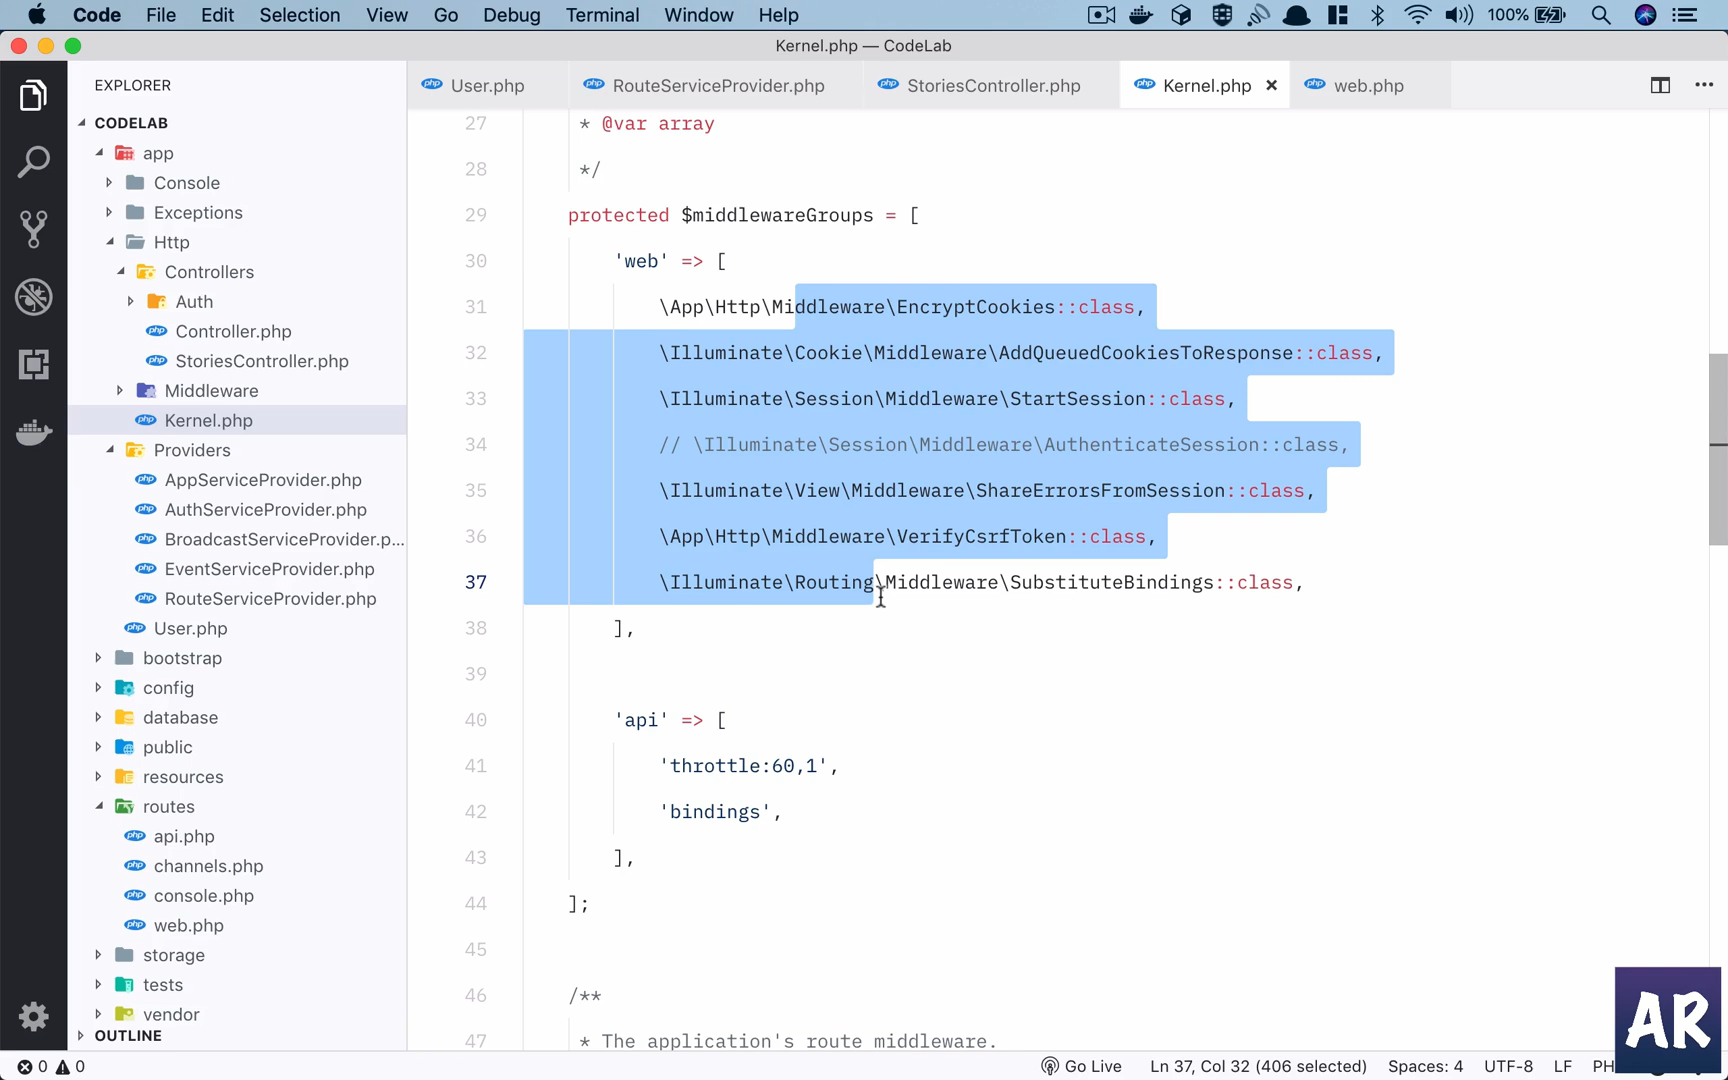 Code File Edit Selection View Go Debug Terminal Window Help 100%
Kernel.php — CodeLab
EXPLORER
User.php RouteServiceProvider.php StoriesController.php Kernel.php × web.php
CODELAB
app
Console
Exceptions
Http
Controllers
Auth
Controller.php
StoriesController.php
Middleware
Kernel.php
Providers
AppServiceProvider.php
AuthServiceProvider.php
BroadcastServiceProvider.p...
EventServiceProvider.php
RouteServiceProvider.php
User.php
bootstrap
config
database
public
resources
routes
api.php
channels.php
console.php
web.php
storage
tests
vendor
OUTLINE
27 * @var array
28 */
29 protected $middlewareGroups = [
30 'web' => [
31 \App\Http\Middleware\EncryptCookies::class,
32 \Illuminate\Cookie\Middleware\AddQueuedCookiesToResponse::class,
33 \Illuminate\Session\Middleware\StartSession::class,
34 // \Illuminate\Session\Middleware\AuthenticateSession::class,
35 \Illuminate\View\Middleware\ShareErrorsFromSession::class,
36 \App\Http\Middleware\VerifyCsrfToken::class,
37 \Illuminate\Routing\Middleware\SubstituteBindings::class,
38 ],
39
40 'api' => [
41 'throttle:60,1',
42 'bindings',
43 ],
44 ];
45
46 /**
47 * The application's route middleware.
AR
0 0 Go Live Ln 37, Col 32 (406 selected) Spaces: 4 UTF-8 LF PH